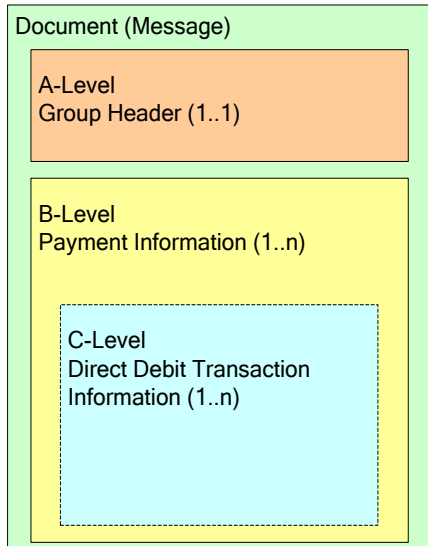 Document (Message)
A-Level
Group Header (1..1)
B-Level
Payment Information (1..n)
C-Level
Direct Debit Transaction
Information (1..n)